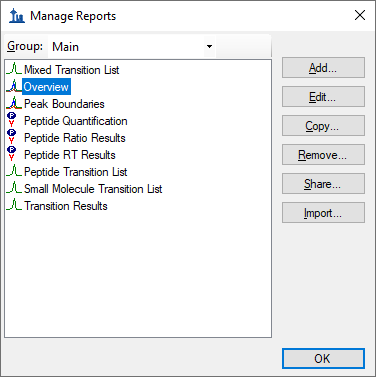 Manage Reports
Group: Main
Mixed Transition List
Overview
Peak Boundaries
Peptide Quantification
Peptide Ratio Results
Peptide RT Results
Peptide Transition List
Small Molecule Transition List
Transition Results
Add...
Edit...
Copy...
Remove...
Share...
Import...
OK